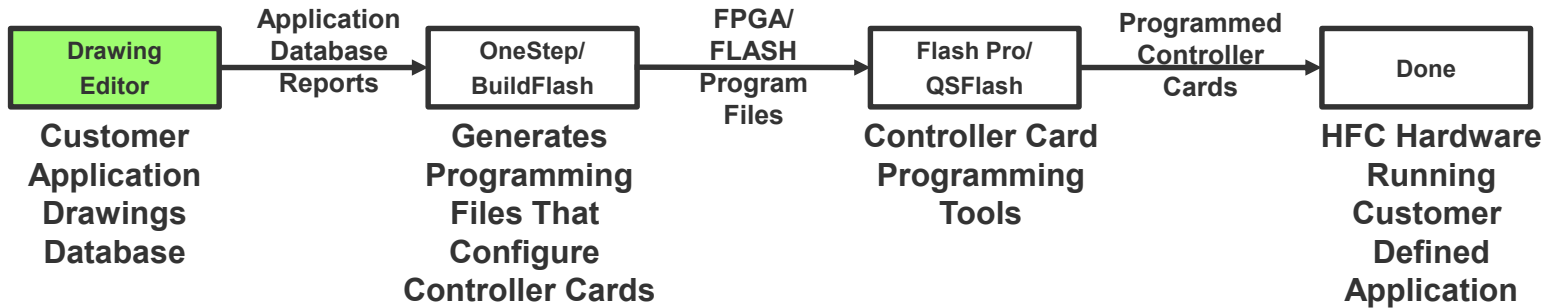 Drawing
Editor
Application
Database
Reports
OneStep/
BuildFlash
FPGA/
FLASH
Program
Files
Flash Pro/
QSFlash
Programmed
Controller
Cards
Done
Customer
Application
Drawings
Database
Generates
Programming
Files That
Configure
Controller Cards
Controller Card
Programming
Tools
HFC Hardware
Running
Customer
Defined
Application